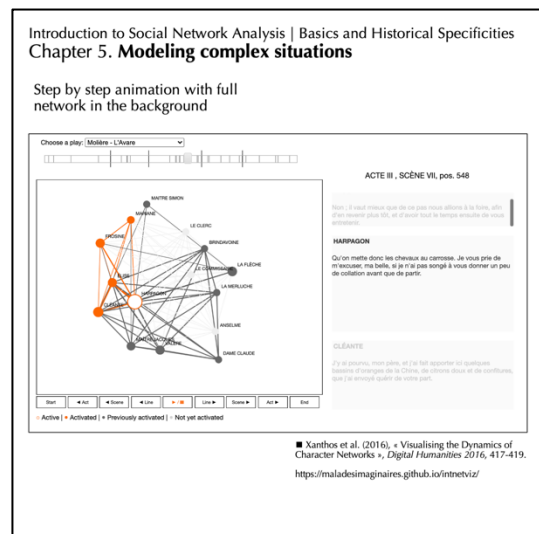 Introduction to Social Network Analysis | Basics and Historical Specificities
Chapter 5. Modeling complex situations
Step by step animation with full
network in the background
Choose a play: Molière - L'Avare
ACTE III , SCÈNE VII, pos. 548
Non ; il vaut mieux que de ce pas nous allions à la foire, afin
d'en revenir plus tôt, et d'avoir tout le temps ensuite de vous
entretenir.
HARPAGON
Qu'on mette donc les chevaux au carrosse. Je vous prie de
m'excuser, ma belle, si je n'ai pas songé à vous donner un peu
de collation avant que de partir.
CLÉANTE
J'y ai pourvu, mon père, et j'ai fait apporter ici quelques
bassins d'oranges de la Chine, de citrons doux et de confitures,
que j'ai envoyé quérir de votre part.
MAITRE SIMON
MARIANE
LE CLERC
FROSINE
BRINDAVOINE
LA FLÈCHE
LE COMMISSAIRE
ELISE
LA MERLUCHE
HARPAGON
CLÉANTE
ANSELME
MAITRE JACQUES
VALÈRE
DAME CLAUDE
Start ◄ Act ◄ Scene ◄ Line ► / ■ Line ► Scene ► Act ► End
● Active | ● Activated | ● Previously activated | ● Not yet activated
■ Xanthos et al. (2016), « Visualising the Dynamics of
Character Networks », Digital Humanities 2016, 417-419.
https://maladesimaginaires.github.io/intnetviz/